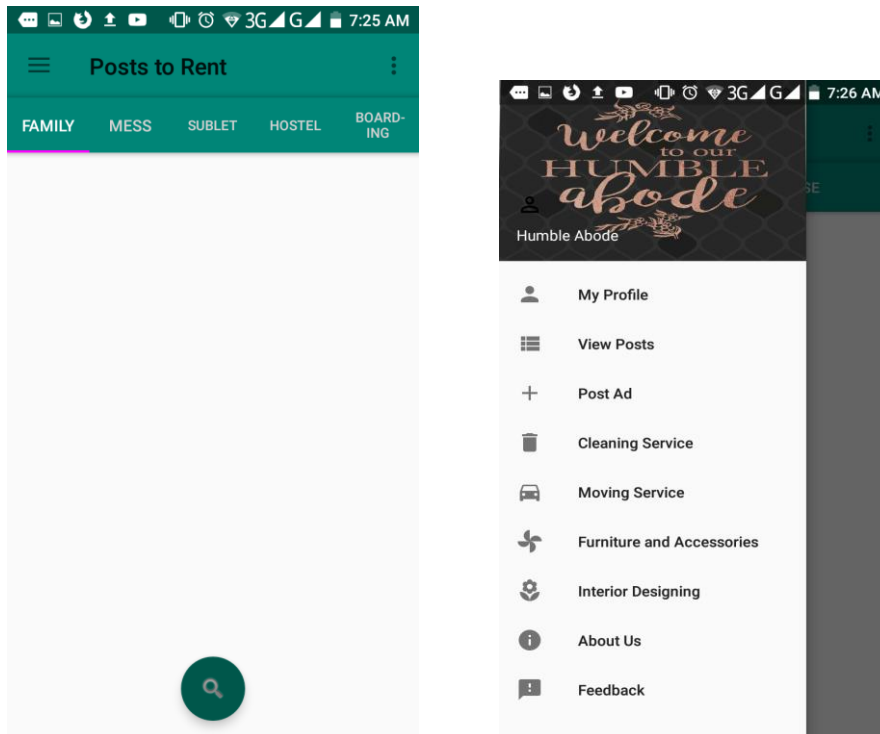 3G G 7:25 AM
Posts to Rent
FAMILY MESS SUBLET HOSTEL BOARD-
ING
3G G 7:26 AM
Welcome
to our
HUMBLE
abode
SE
Humble Abode
My Profile
View Posts
Post Ad
Cleaning Service
Moving Service
Furniture and Accessories
Interior Designing
About Us
Feedback